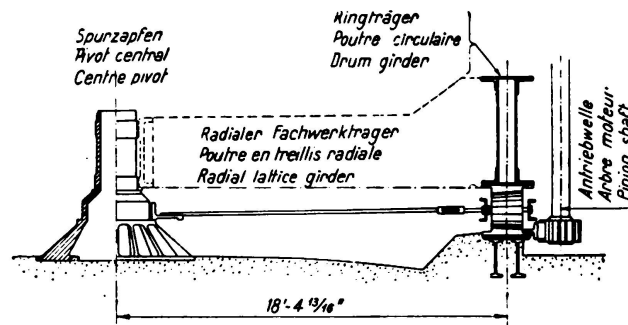 Spurzapfen
Pivot central
Centre pivot
Ringträger
Poutre circulaire
Drum girder
Radialer Fachwerktrager
Poutre en treillis radiale
Radial lattice girder
Antriebwelle
Arbre moteur
Pinion shaft
18'-4 13/16"